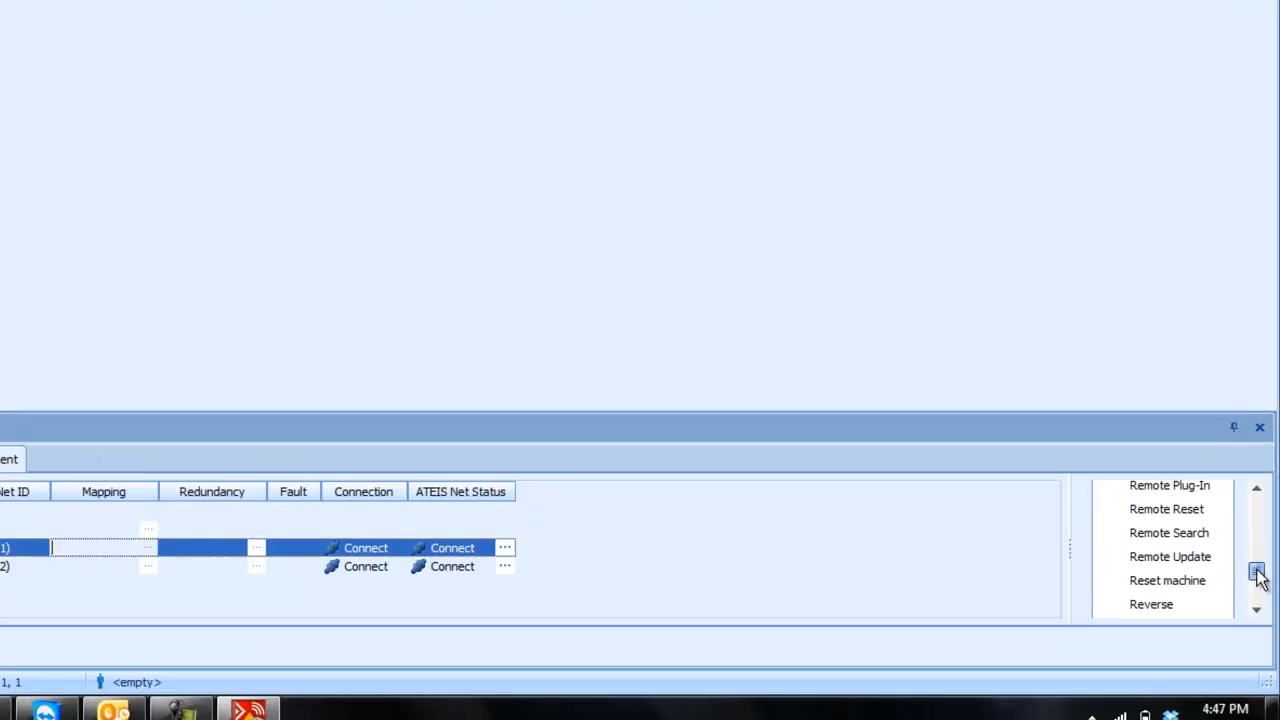 ent
Net ID Mapping Redundancy Fault Connection ATEIS Net Status
...
1) ... ... Connect Connect ...
2) ... ... Connect Connect ...
Remote Plug-In
Remote Reset
Remote Search
Remote Update
Reset machine
Reverse
1, 1 <empty>
4:47 PM